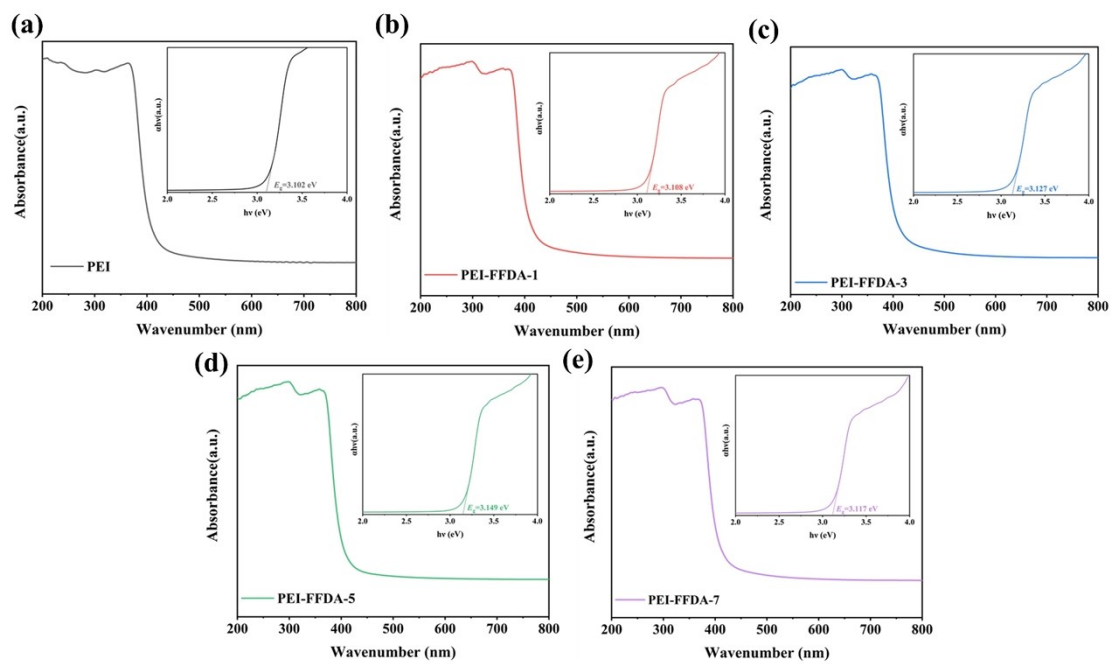 (a)
Absorbance(a.u.)
αhν(a.u.)
E_g=3.102 eV
2.0 2.5 3.0 3.5 4.0
hν (eV)
PEI
200 300 400 500 600 700 800
Wavenumber (nm)
(b)
Absorbance(a.u.)
αhν(a.u.)
E_g=3.108 eV
2.0 2.5 3.0 3.5 4.0
hν (eV)
PEI-FFDA-1
200 300 400 500 600 700 800
Wavenumber (nm)
(c)
Absorbance(a.u.)
αhν(a.u.)
E_g=3.127 eV
2.0 2.5 3.0 3.5 4.0
hν (eV)
PEI-FFDA-3
200 300 400 500 600 700 800
Wavenumber (nm)
(d)
Absorbance(a.u.)
αhν(a.u.)
E_g=3.149 eV
2.0 2.5 3.0 3.5 4.0
hν (eV)
PEI-FFDA-5
200 300 400 500 600 700 800
Wavenumber (nm)
(e)
Absorbance(a.u.)
αhν(a.u.)
E_g=3.117 eV
2.0 2.5 3.0 3.5 4.0
hν (eV)
PEI-FFDA-7
200 300 400 500 600 700 800
Wavenumber (nm)